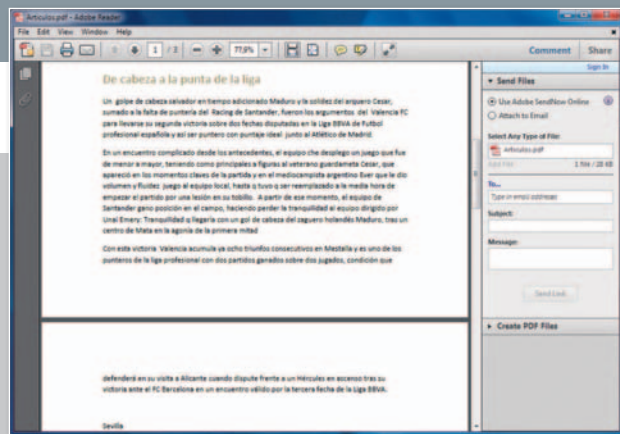 Articulos.pdf - Adobe Reader
File Edit View Window Help
1 / 2 77,9% Comment Share
Sign In
De cabeza a la punta de la liga
Un golpe de cabeza salvador en tiempo adicionado Maduro y la solidez del arquero Cesar,
sumado a la falta de puntería del Racing de Santander, fueron los argumentos del Valencia FC
para llevarse su segunda victoria sobre dos fechas disputadas en la Liga BBVA de Futbol
profesional española y asi ser puntero con puntaje ideal junto al Atlético de Madrid
En un encuentro complicado desde los antecedentes, el equipo che desplego un juego que fue
de menor a mayor, teniendo como principales a figuras al veterano guardameta Cesar, que
apareció en los momentos claves de la partida y en el mediocampista argentino Ever que le dio
volumen y fluidez juego al equipo local, hasta q tuvo q ser reemplazado a la media hora de
empezar el partido por una lesión en su tobillo. A partir de ese momento, el equipo de
Santander gano posición en el campo, haciendo perder la tranquilidad al equipo dirigido por
Unai Emery. Tranquilidad q llegaría con un gol de cabeza del zaguero holandés Maduro, tras un
centro de Mata en la agonía de la primera mitad
Con esta victoria Valencia acumula ya ocho triunfos consecutivos en Mestalla y es uno de los
punteros de la liga profesional con dos partidos ganados sobre dos jugados, condición que
defenderá en su visita a Alicante cuando dispute frente a un Hércules en ascenso tras su
victoria ante el FC Barcelona en un encuentro válido por la tercera fecha de la Liga BBVA.
Sevilla
Send Files
Use Adobe SendNow Online
Attach to Email
Select Any Type of File:
Articulos.pdf
Add File 1 file / 28 KB
To...
Type in email addresses
Subject:
Message:
Send Link
Create PDF Files